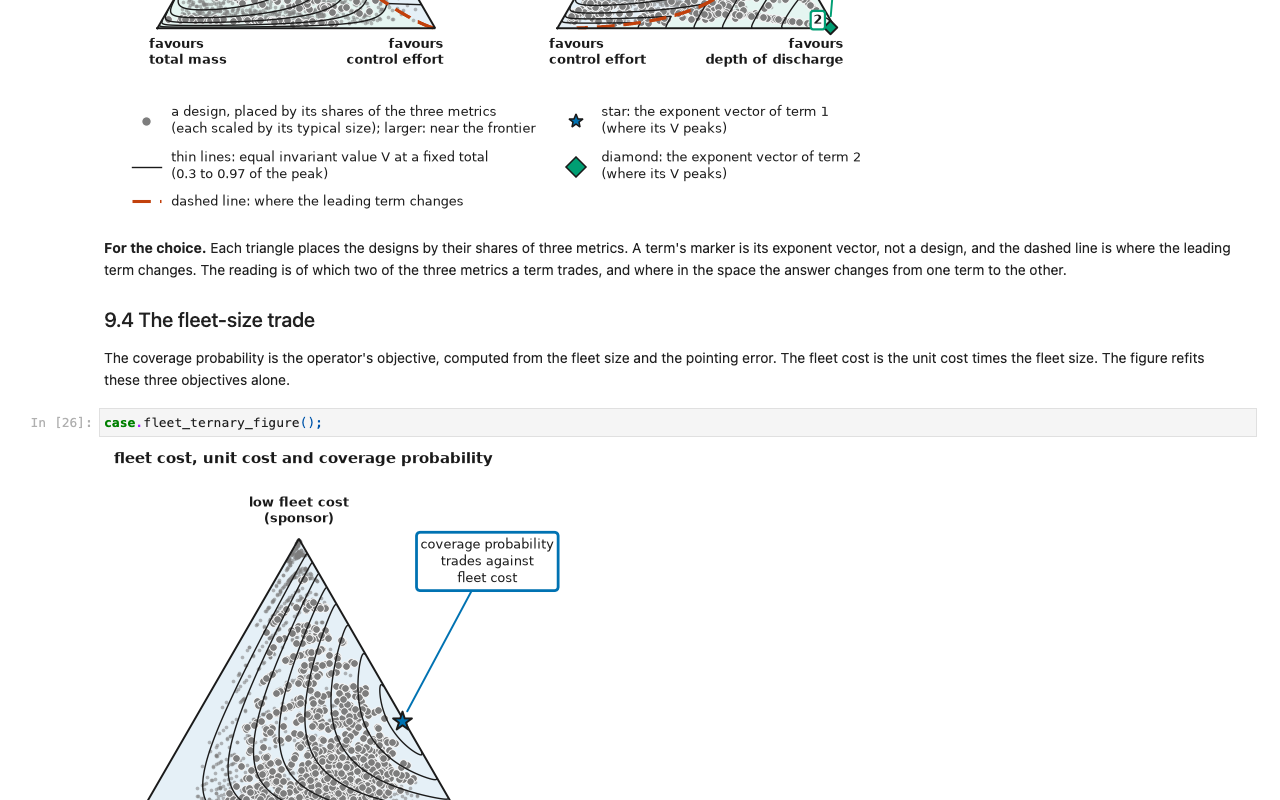 2
favours
total mass
favours
control effort
favours
control effort
favours
depth of discharge
a design, placed by its shares of the three metrics
(each scaled by its typical size); larger: near the frontier
thin lines: equal invariant value V at a fixed total
(0.3 to 0.97 of the peak)
dashed line: where the leading term changes
star: the exponent vector of term 1
(where its V peaks)
diamond: the exponent vector of term 2
(where its V peaks)
For the choice. Each triangle places the designs by their shares of three metrics. A term's marker is its exponent vector, not a design, and the dashed line is where the leading
term changes. The reading is of which two of the three metrics a term trades, and where in the space the answer changes from one term to the other.
9.4 The fleet-size trade
The coverage probability is the operator's objective, computed from the fleet size and the pointing error. The fleet cost is the unit cost times the fleet size. The figure refits
these three objectives alone.
In [26]: case.fleet_ternary_figure();
fleet cost, unit cost and coverage probability
low fleet cost
(sponsor)
coverage probability
trades against
fleet cost